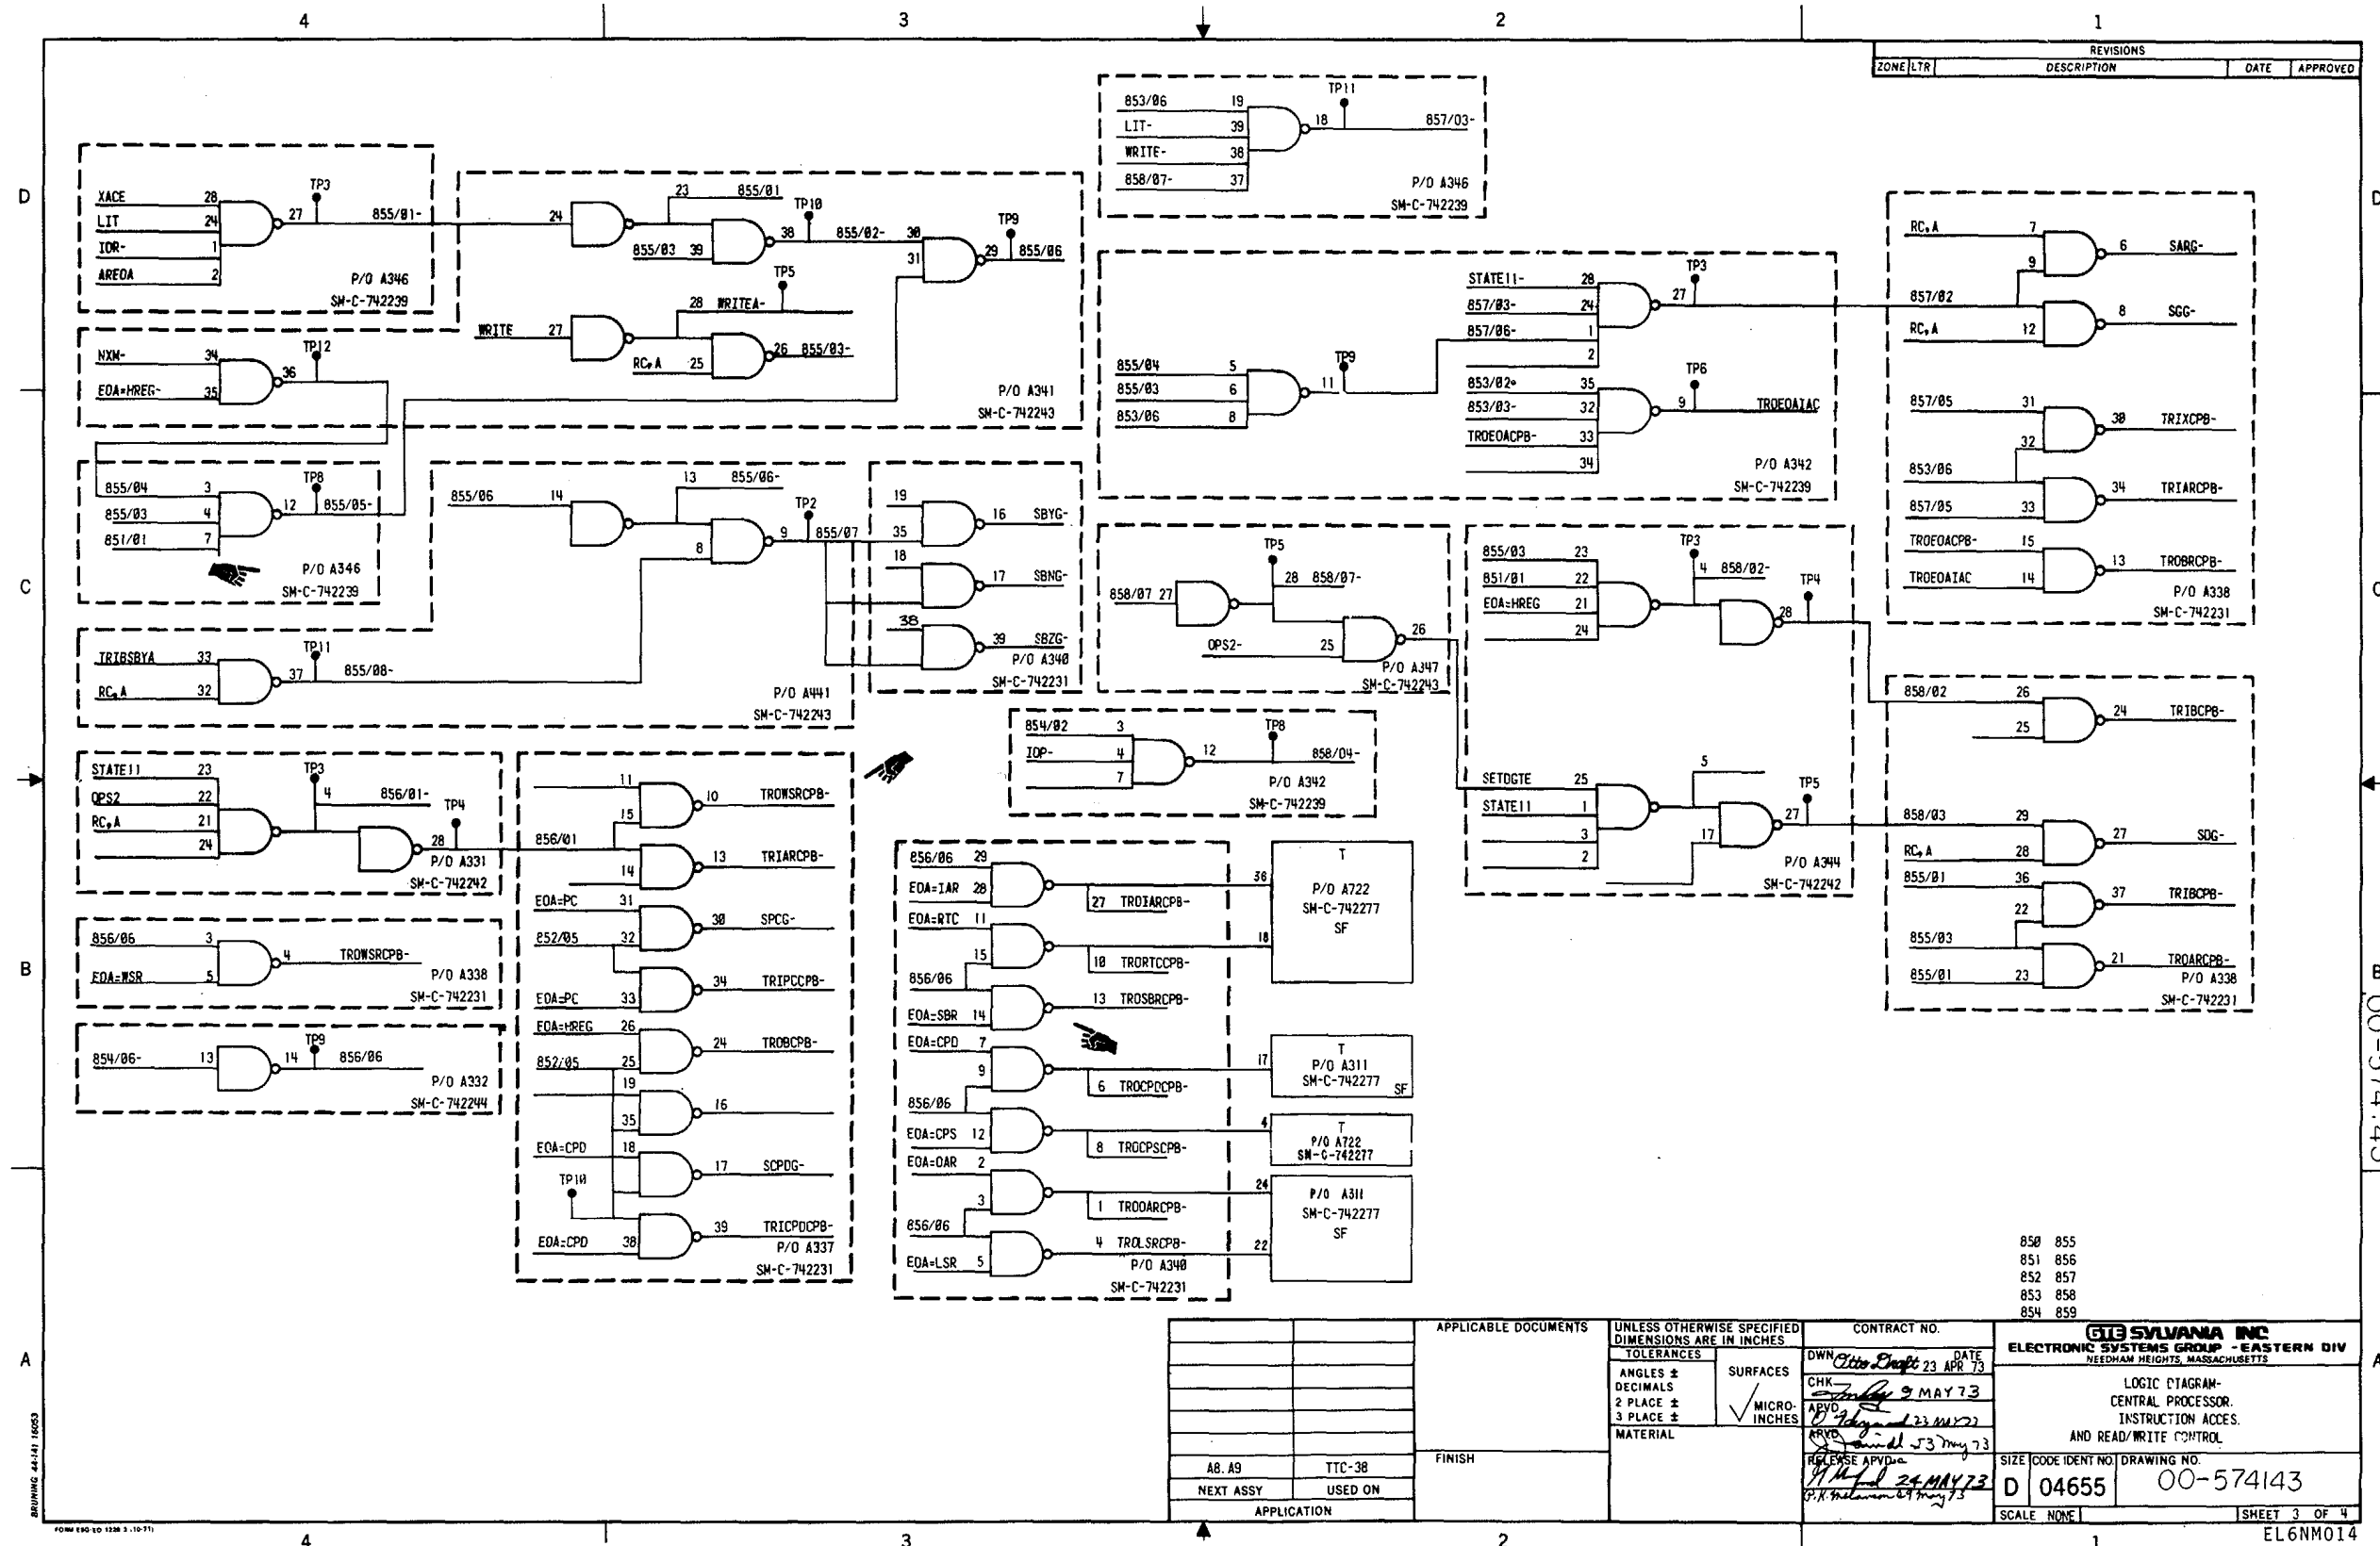 4 3 2 1
REVISIONS
ZONE LTR DESCRIPTION DATE APPROVED
D
XACE 28
LIT 24
IOR- 1
AREOA 2
27 TP3 855/01-
P/O A346
SM-C-742239
NXM- 34
EOA=HREG- 35
36 TP12
24
23 855/01
855/03 39
38 TP10 855/02- 30
31
29 TP9 855/06
TP5
28 WRITEA-
WRITE 27
RC,A 25
26 855/03-
P/O A341
SM-C-742243
853/06 19
LIT- 39
WRITE- 38
858/07- 37
TP11
18 857/03-
P/O A346
SM-C-742239
STATE11- 28
857/03- 24
857/06- 1
2
TP3
27
855/04 5
855/03 6
853/06 8
TP9
11
853/02- 35
853/03- 32
TROEOACPB- 33
34
TP6
9 TROEOAIAC
P/O A342
SM-C-742239
RC,A 7
9
6 SARG-
857/02
RC,A 12
8 SGG-
857/05 31
32
30 TRIXCPB-
853/06
857/05 33
34 TRIARCPB-
TROEOACPB- 15
TROEOAIAC 14
13 TROBRCPB-
P/O A338
SM-C-742231
C
855/04 3
855/03 4
851/01 7
TP8
12 855/05-
P/O A346
SM-C-742239
855/06 14
13 855/06-
8
TP2
9 855/07
TRIBSBYA 33
RC,A 32
TP11
37 855/08-
P/O A441
SM-C-742243
19
35
16 SBYG-
18
17 SBNG-
38
39 SBZG-
P/O A340
SM-C-742231
858/07 27
TP5
28 858/07-
OPS2- 25
26
P/O A347
SM-C-742243
855/03 23
851/01 22
EOA=HREG 21
24
TP3
4 858/02-
TP4
28
SETDGTE 25
STATE11 1
3
2
5
17
TP5
27
P/O A344
SM-C-742242
854/02 3
IOP- 4
7
TP8
12 858/04-
P/O A342
SM-C-742239
858/02 26
25
24 TRIBCPB-
858/03 29
RC,A 28
27 SDG-
855/01 36
22
37 TRIBCPB-
855/03
855/01 23
21 TROARCPB-
P/O A338
SM-C-742231
B
STATE11 23
OPS2 22
RC,A 21
24
TP3
4 856/01-
TP4
28
P/O A331
SM-C-742242
856/06 3
EOA=WSR 5
4 TROWSRCPB-
P/O A338
SM-C-742231
854/06- 13
TP9
14 856/06
P/O A332
SM-C-742244
11
15
10 TROWSRCPB-
856/01
14
13 TRIARCPB-
EOA=PC 31
852/05 32
30 SPCG-
EOA=PC 33
34 TRIPCCPB-
EOA=HREG 26
852/05 25
24 TROBCPB-
19
35
16
EOA=CPD 18
17 SCPDG-
TP10
EOA=CPD 38
39 TRICPDCPB-
P/O A337
SM-C-742231
856/06 29
EOA=IAR 28
27 TROIARCPB-
EOA=RTC 11
15
10 TRORTCCPB-
856/06
EOA=SBR 14
13 TROSBRCPB-
EOA=CPD 7
9
6 TROCPDCPB-
856/06
EOA=CPS 12
8 TROCPSCPB-
EOA=OAR 2
3
1 TROOARCPB-
856/06
EOA=LSR 5
4 TROLSRCPB-
P/O A340
SM-C-742231
36
18
T
P/O A722
SM-C-742277
SF
17
T
P/O A311
SM-C-742277
SF
4
T
P/O A722
SM-C-742277
24
22
P/O A311
SM-C-742277
SF
00-574143
A
850 855
851 856
852 857
853 858
854 859
A8. A9 TTC-38
NEXT ASSY USED ON
APPLICATION
APPLICABLE DOCUMENTS
FINISH
UNLESS OTHERWISE SPECIFIED
DIMENSIONS ARE IN INCHES
TOLERANCES
ANGLES ±
DECIMALS
2 PLACE ±
3 PLACE ±
SURFACES
MICRO-
INCHES
MATERIAL
CONTRACT NO.
DWN DATE
23 APR 73
CHK 9 MAY 73
APVD
APVD
RELEASE APVD
24 MAY 73
GTE SYLVANIA INC
ELECTRONIC SYSTEMS GROUP - EASTERN DIV
NEEDHAM HEIGHTS, MASSACHUSETTS
LOGIC DIAGRAM-
CENTRAL PROCESSOR.
INSTRUCTION ACCES.
AND READ/WRITE CONTROL
SIZE CODE IDENT NO. DRAWING NO.
D 04655 00-574143
SCALE NONE SHEET 3 OF 4
EL6NM014
BRUNING 44-141 16053
4 3 2 1